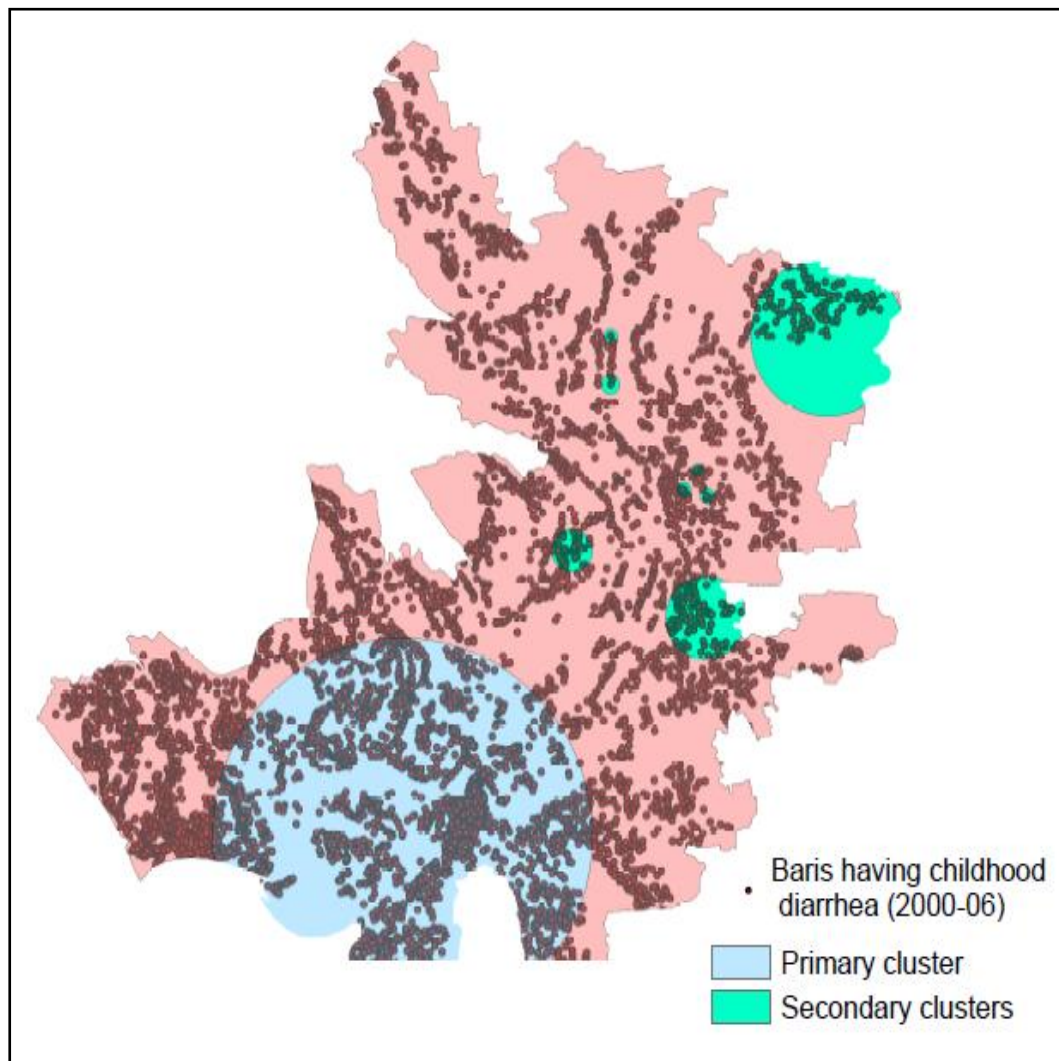 Baris having childhood
diarrhea (2000-06)
Primary cluster
Secondary clusters